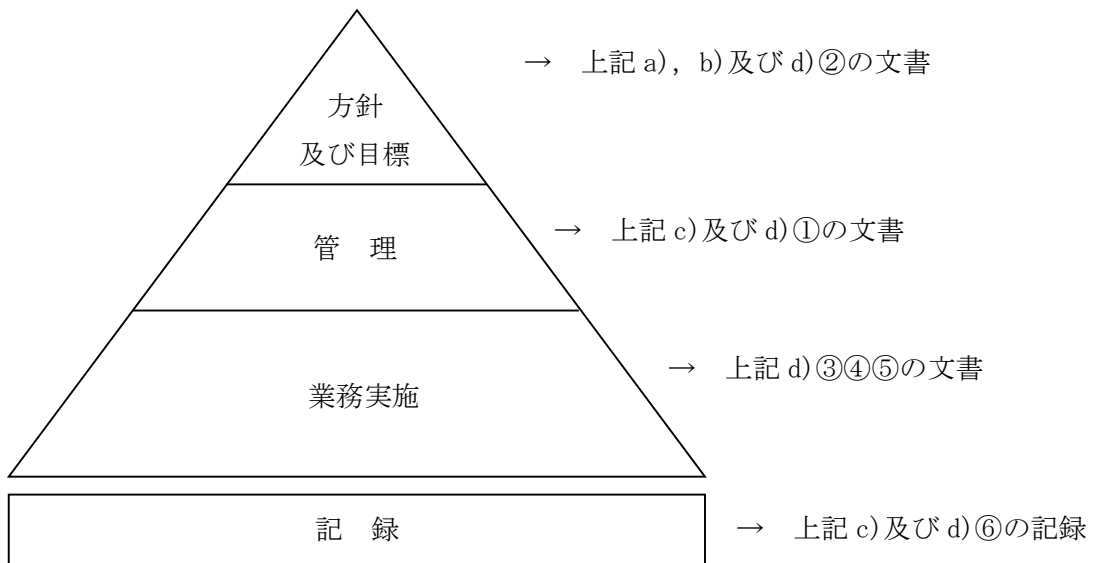 → 上記 a), b)及び d)②の文書
方針
及び目標
→ 上記 c)及び d)①の文書
管 理
→ 上記 d)③④⑤の文書
業務実施
記 録
→ 上記 c)及び d)⑥の記録